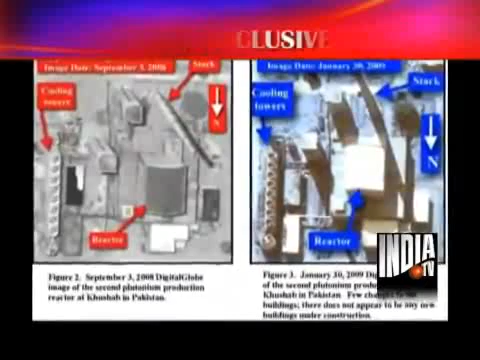 CLUSIVE
Image Date: September 3, 2008
Stack
Cooling
towers
N
Reactor
Figure 2. September 3, 2008 DigitalGlobe
image of the second plutonium production
reactor at Khushab in Pakistan.
Image Date: January 30, 2009
Stack
Cooling
towers
N
Reactor
Figure 3. January 30, 2009 Di
of the second plutonium prod
Khushab in Pakistan Few chan
buildings; there does not appear to be any new
buildings under construction.
INDIA
TV